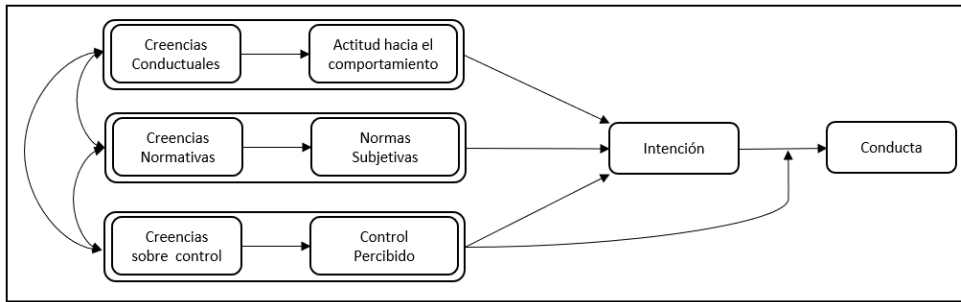 Creencias
Conductuales
Actitud hacia el
comportamiento
Creencias
Normativas
Normas
Subjetivas
Intención
Conducta
Creencias
sobre control
Control
Percibido